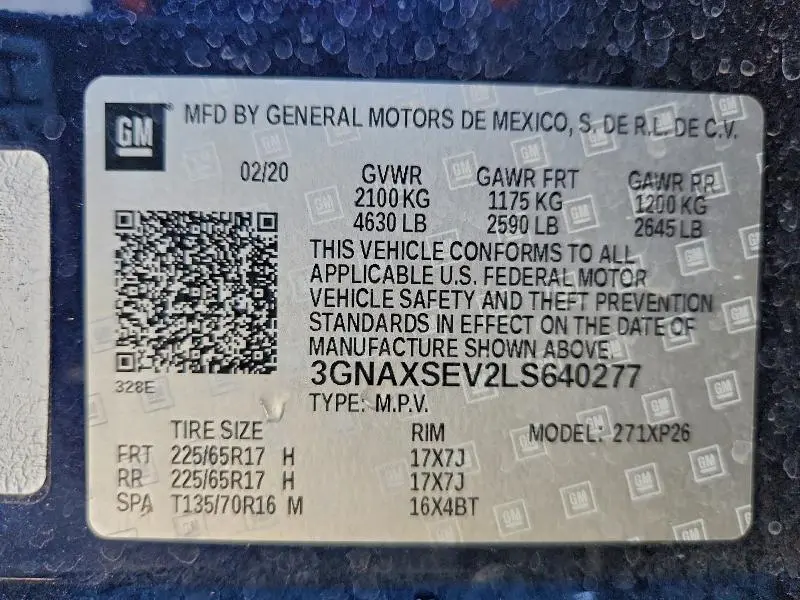 GM MFD BY GENERAL MOTORS DE MEXICO, S. DE R.L. DE C.V.
02/20 GVWR GAWR FRT GAWR RR
2100 KG 1175 KG 1200 KG
4630 LB 2590 LB 2645 LB
THIS VEHICLE CONFORMS TO ALL
APPLICABLE U.S. FEDERAL MOTOR
VEHICLE SAFETY AND THEFT PREVENTION
STANDARDS IN EFFECT ON THE DATE OF
MANUFACTURE SHOWN ABOVE.
328E
3GNAXSEV2LS640277
TYPE: M.P.V.
TIRE SIZE RIM MODEL: 271XP26
FRT 225/65R17 H 17X7J
RR 225/65R17 H 17X7J
SPA T135/70R16 M 16X4BT